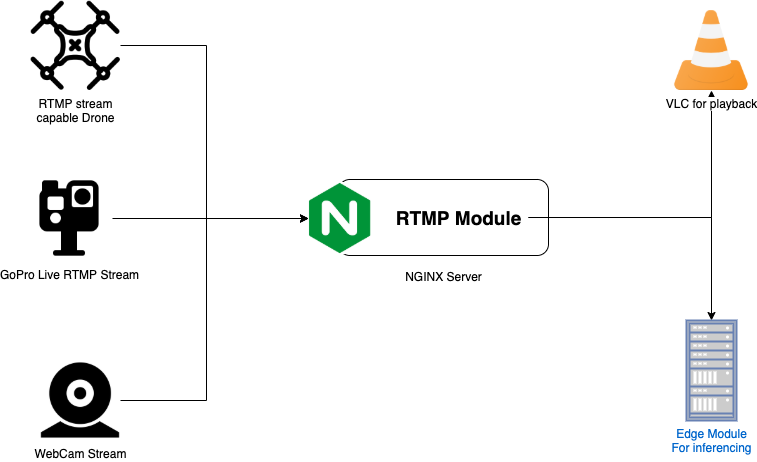 RTMP stream
capable Drone
VLC for playback
N
RTMP Module
GoPro Live RTMP Stream
NGINX Server
Edge Module
For inferencing
WebCam Stream